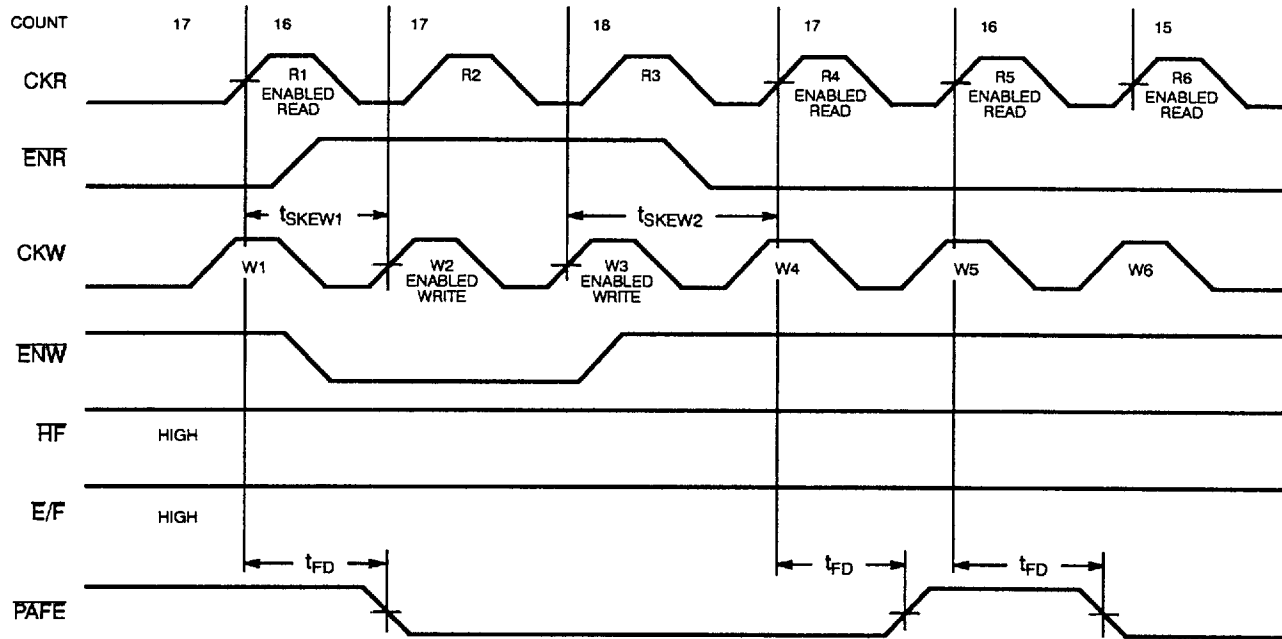 COUNT 17 16 17 18 17 16 15
CKR R1 R2 R3 R4 R5 R6
ENABLED ENABLED ENABLED ENABLED
READ READ READ READ
ENR
tSKEW1 tSKEW2
CKW W1 W2 W3 W4 W5 W6
ENABLED ENABLED
WRITE WRITE
ENW
HF HIGH
E/F HIGH
tFD tFD tFD
PAFE